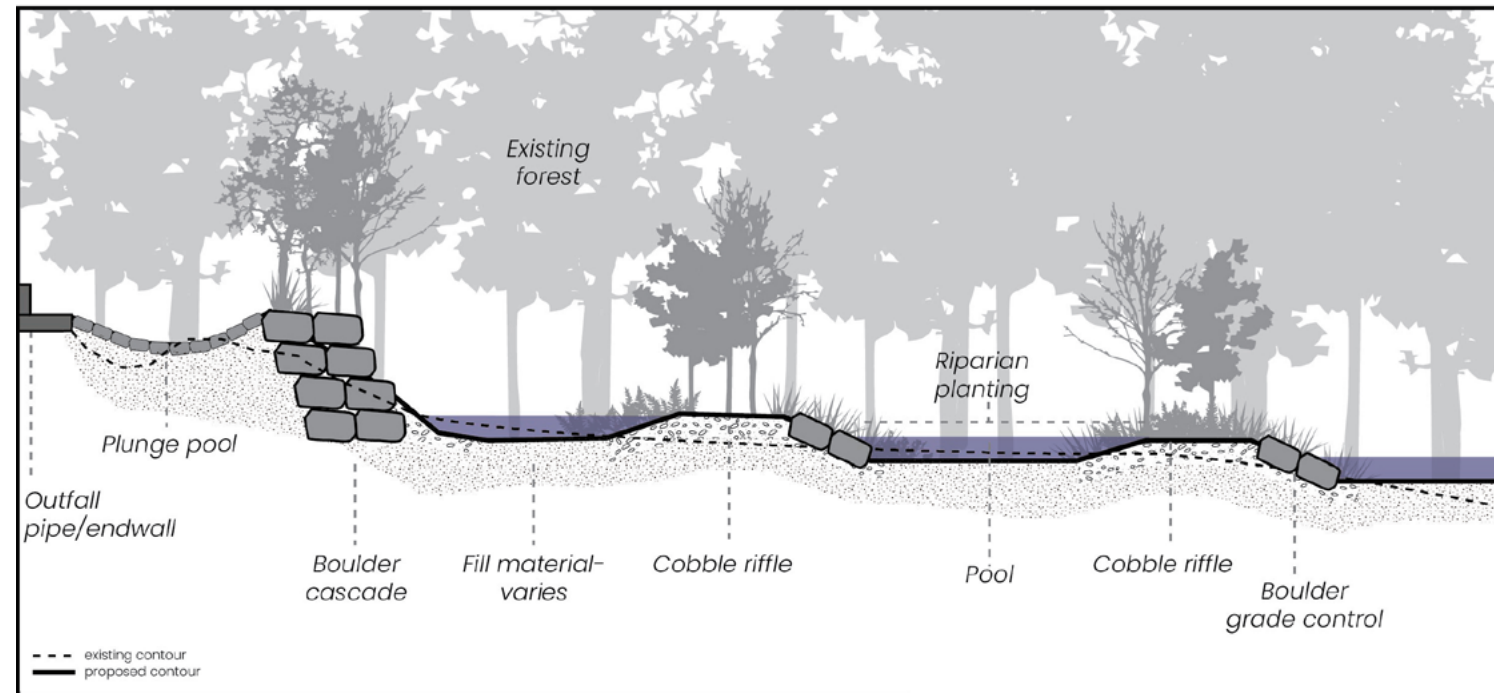 Existing
forest
Riparian
planting
Plunge pool
Outfall
pipe/endwall
Boulder
cascade
Fill material-
varies
Cobble riffle
Pool
Cobble riffle
Boulder
grade control
existing contour
proposed contour